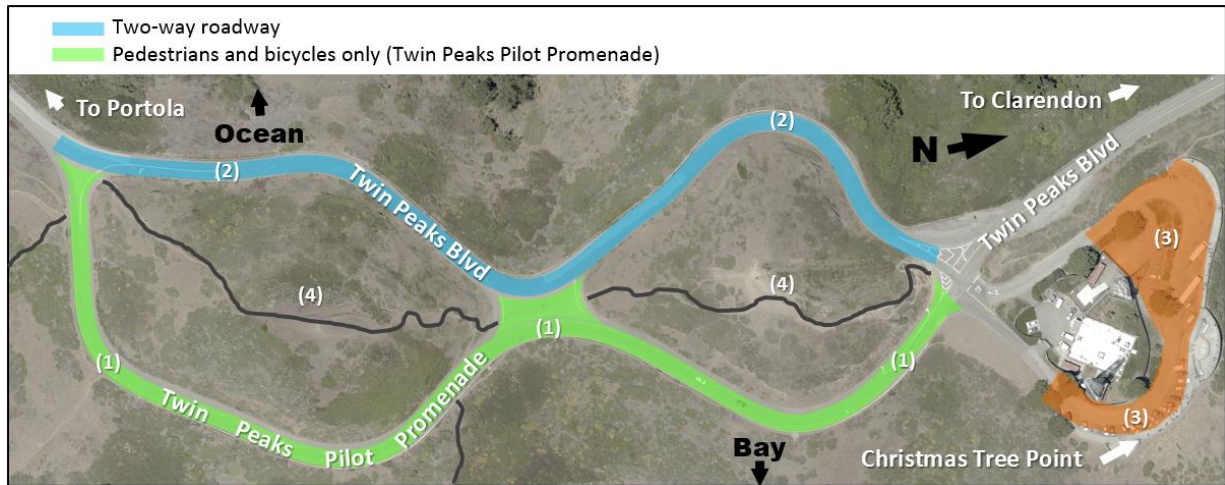 Two-way roadway
Pedestrians and bicycles only (Twin Peaks Pilot Promenade)
To Portola
Ocean
To Clarendon
N
(2)
(2)
Twin Peaks Blvd
Twin Peaks Blvd
(3)
(4)
(4)
(1)
(1)
(1)
Twin Peaks Pilot Promenade
(3)
Bay
Christmas Tree Point